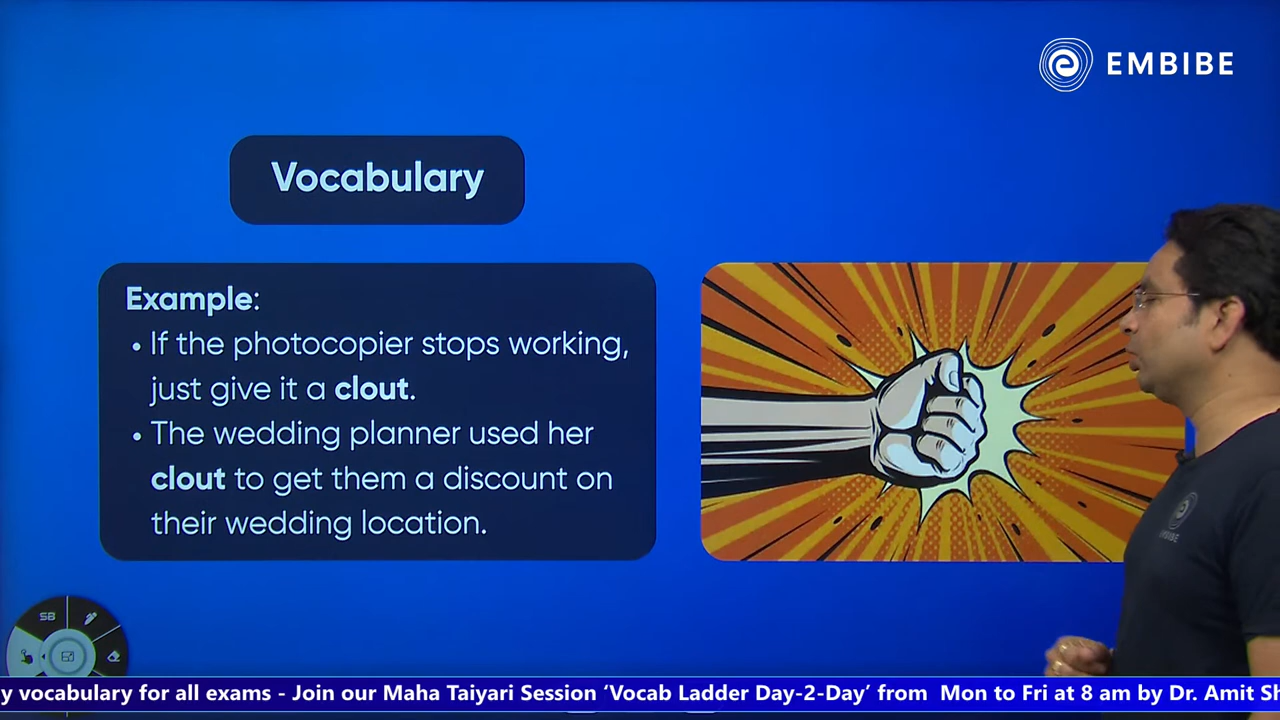 EMBIBE
Vocabulary
Example:
• If the photocopier stops working,
just give it a clout.
• The wedding planner used her
clout to get them a discount on
their wedding location.
EMBIBE
SB
y vocabulary for all exams - Join our Maha Taiyari Session ‘Vocab Ladder Day-2-Day’ from Mon to Fri at 8 am by Dr. Amit Sh